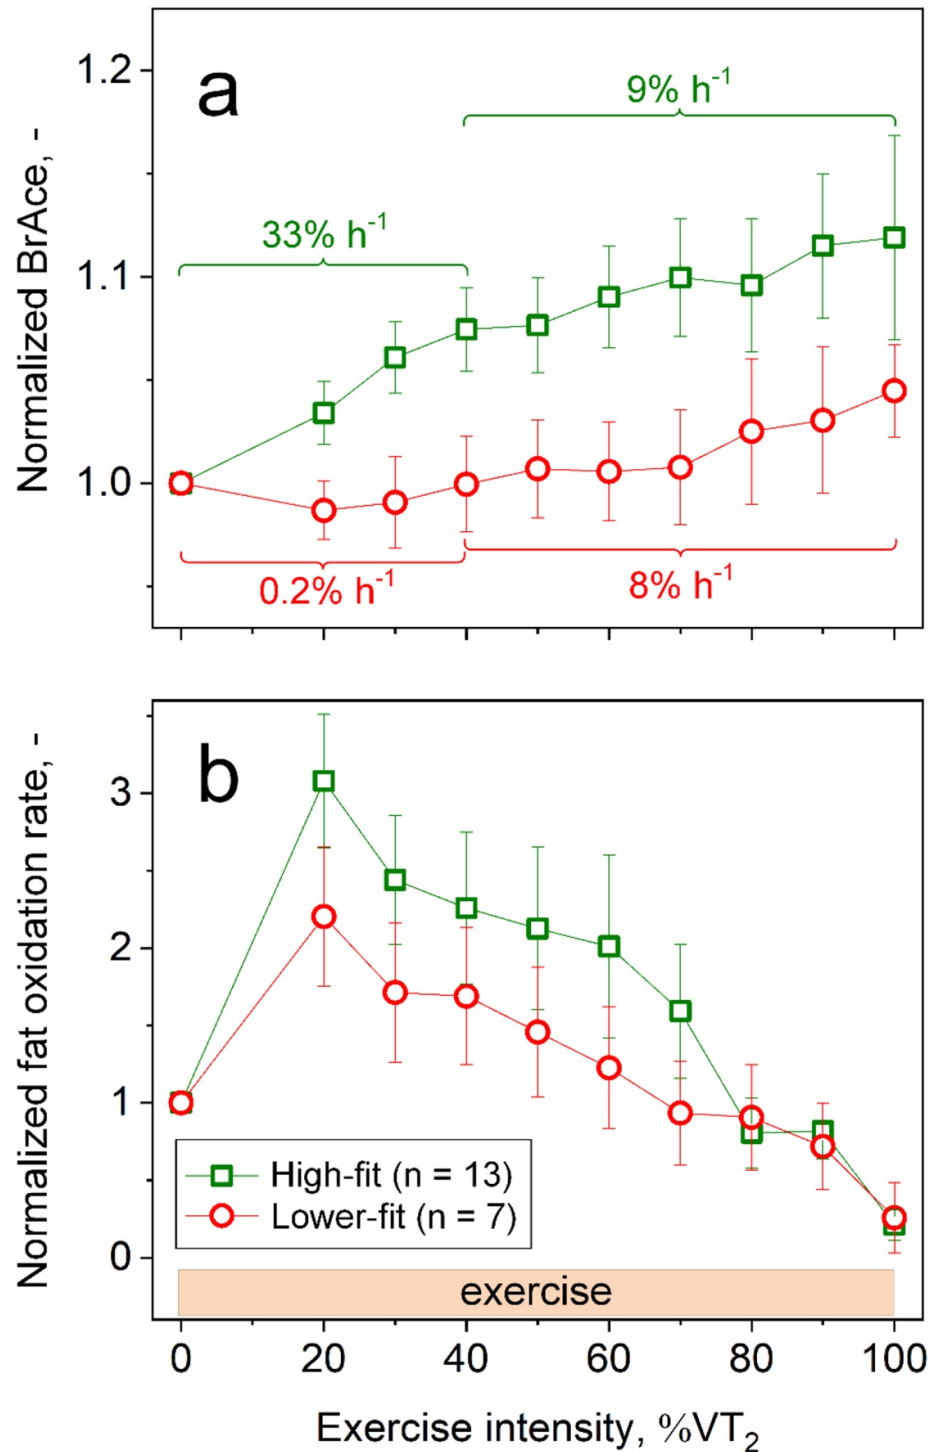 a
1.2
1.1
1.0
Normalized BrAce, -
33% h⁻¹
9% h⁻¹
0.2% h⁻¹
8% h⁻¹
b
3
2
1
0
Normalized fat oxidation rate, -
High-fit (n = 13)
Lower-fit (n = 7)
exercise
0 20 40 60 80 100
Exercise intensity, %VT₂